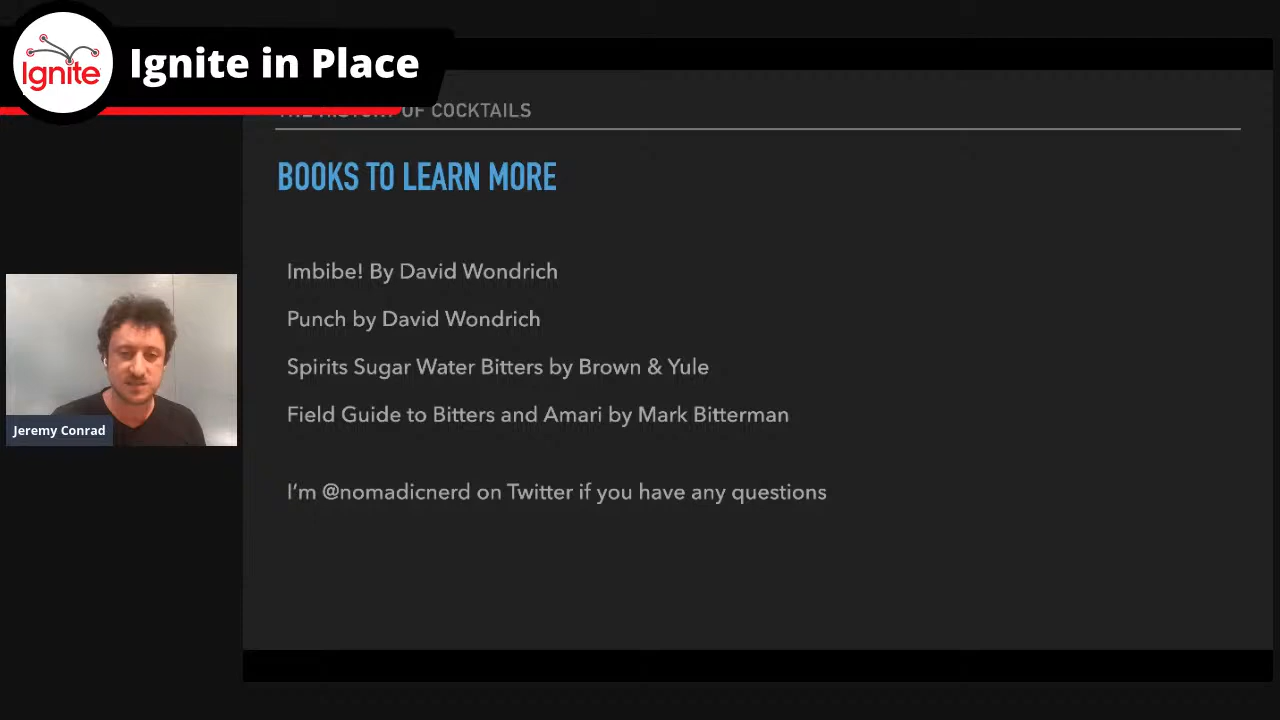 Ignite
Ignite in Place
THE HISTORY OF COCKTAILS
BOOKS TO LEARN MORE
Imbibe! By David Wondrich
Punch by David Wondrich
Spirits Sugar Water Bitters by Brown & Yule
Field Guide to Bitters and Amari by Mark Bitterman
I’m @nomadicnerd on Twitter if you have any questions
Jeremy Conrad